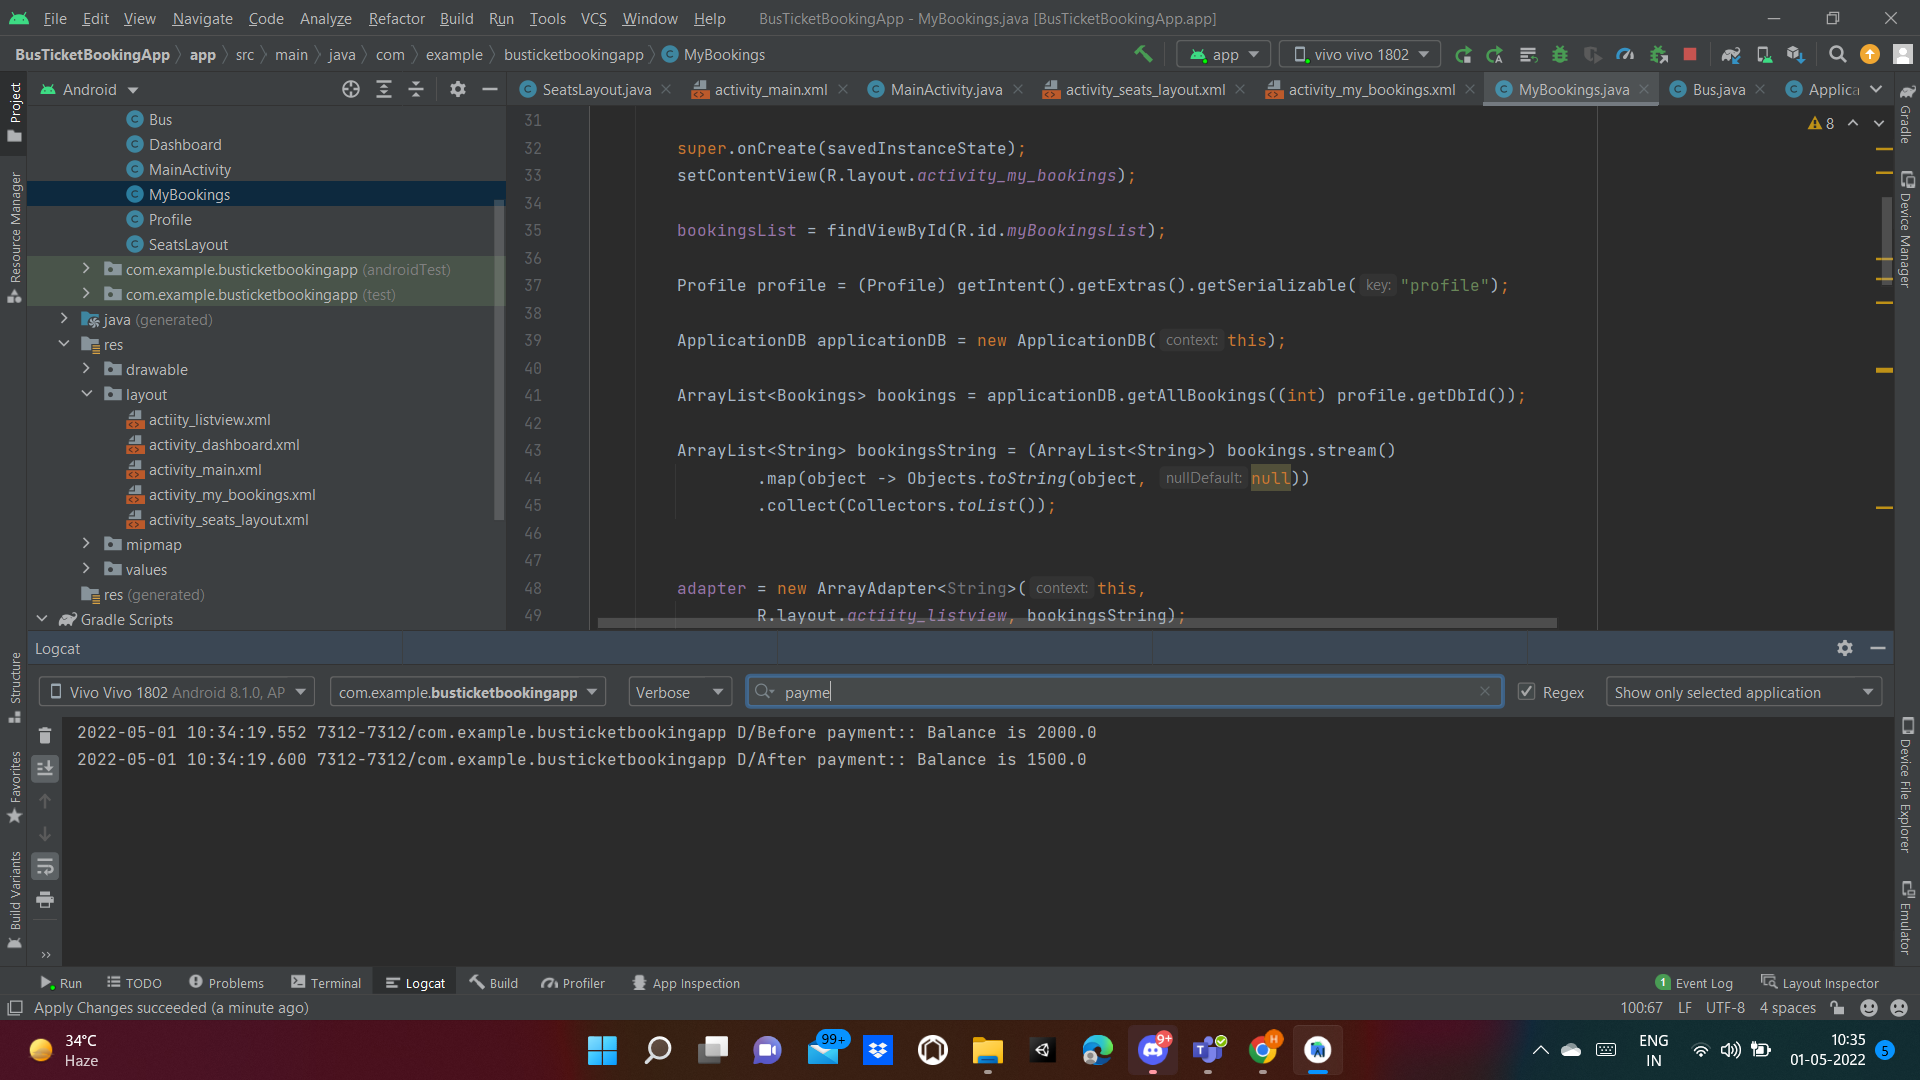 File Edit View Navigate Code Analyze Refactor Build Run Tools VCS Window Help BusTicketBookingApp - MyBookings.java [BusTicketBookingApp.app]
BusTicketBookingApp app src main java com example busticketbookingapp MyBookings app vivo vivo 1802
Android
SeatsLayout.java activity_main.xml MainActivity.java activity_seats_layout.xml activity_my_bookings.xml MyBookings.java Bus.java Applica
Project
Resource Manager
Structure
Favorites
Build Variants
Bus
Dashboard
MainActivity
MyBookings
Profile
SeatsLayout
com.example.busticketbookingapp (androidTest)
com.example.busticketbookingapp (test)
java (generated)
res
drawable
layout
actiity_listview.xml
activity_dashboard.xml
activity_main.xml
activity_my_bookings.xml
activity_seats_layout.xml
mipmap
values
res (generated)
Gradle Scripts
8
31
32 super.onCreate(savedInstanceState);
33 setContentView(R.layout.activity_my_bookings);
34
35 bookingsList = findViewById(R.id.myBookingsList);
36
37 Profile profile = (Profile) getIntent().getExtras().getSerializable( key: "profile");
38
39 ApplicationDB applicationDB = new ApplicationDB( context: this);
40
41 ArrayList<Bookings> bookings = applicationDB.getAllBookings((int) profile.getDbId());
42
43 ArrayList<String> bookingsString = (ArrayList<String>) bookings.stream()
44 .map(object -> Objects.toString(object, nullDefault: null))
45 .collect(Collectors.toList());
46
47
48 adapter = new ArrayAdapter<String>( context: this,
49 R.layout.actiity_listview, bookingsString);
Gradle
Device Manager
Device File Explorer
Emulator
Logcat
Vivo Vivo 1802 Android 8.1.0, AP com.example.busticketbookingapp Verbose payme Regex Show only selected application
2022-05-01 10:34:19.552 7312-7312/com.example.busticketbookingapp D/Before payment:: Balance is 2000.0
2022-05-01 10:34:19.600 7312-7312/com.example.busticketbookingapp D/After payment:: Balance is 1500.0
Run TODO Problems Terminal Logcat Build Profiler App Inspection 1 Event Log Layout Inspector
Apply Changes succeeded (a minute ago) 100:67 LF UTF-8 4 spaces
34°C
Haze
99+
9+
H
ENG
IN
10:35
01-05-2022
5